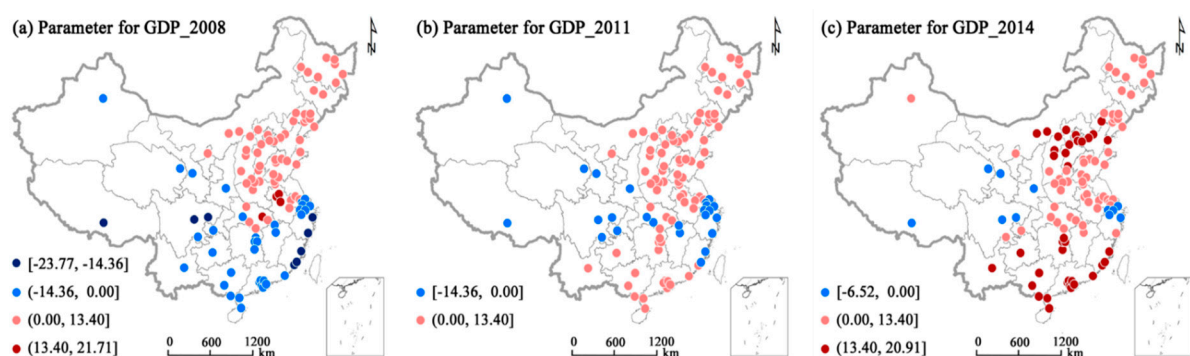 (a) Parameter for GDP_2008
N
[-23.77, -14.36]
(-14.36, 0.00]
(0.00, 13.40]
(13.40, 21.71]
0 600 1200
km
(b) Parameter for GDP_2011
N
[-14.36, 0.00]
(0.00, 13.40]
0 600 1200
km
(c) Parameter for GDP_2014
N
[-6.52, 0.00]
(0.00, 13.40]
(13.40, 20.91]
0 600 1200
km